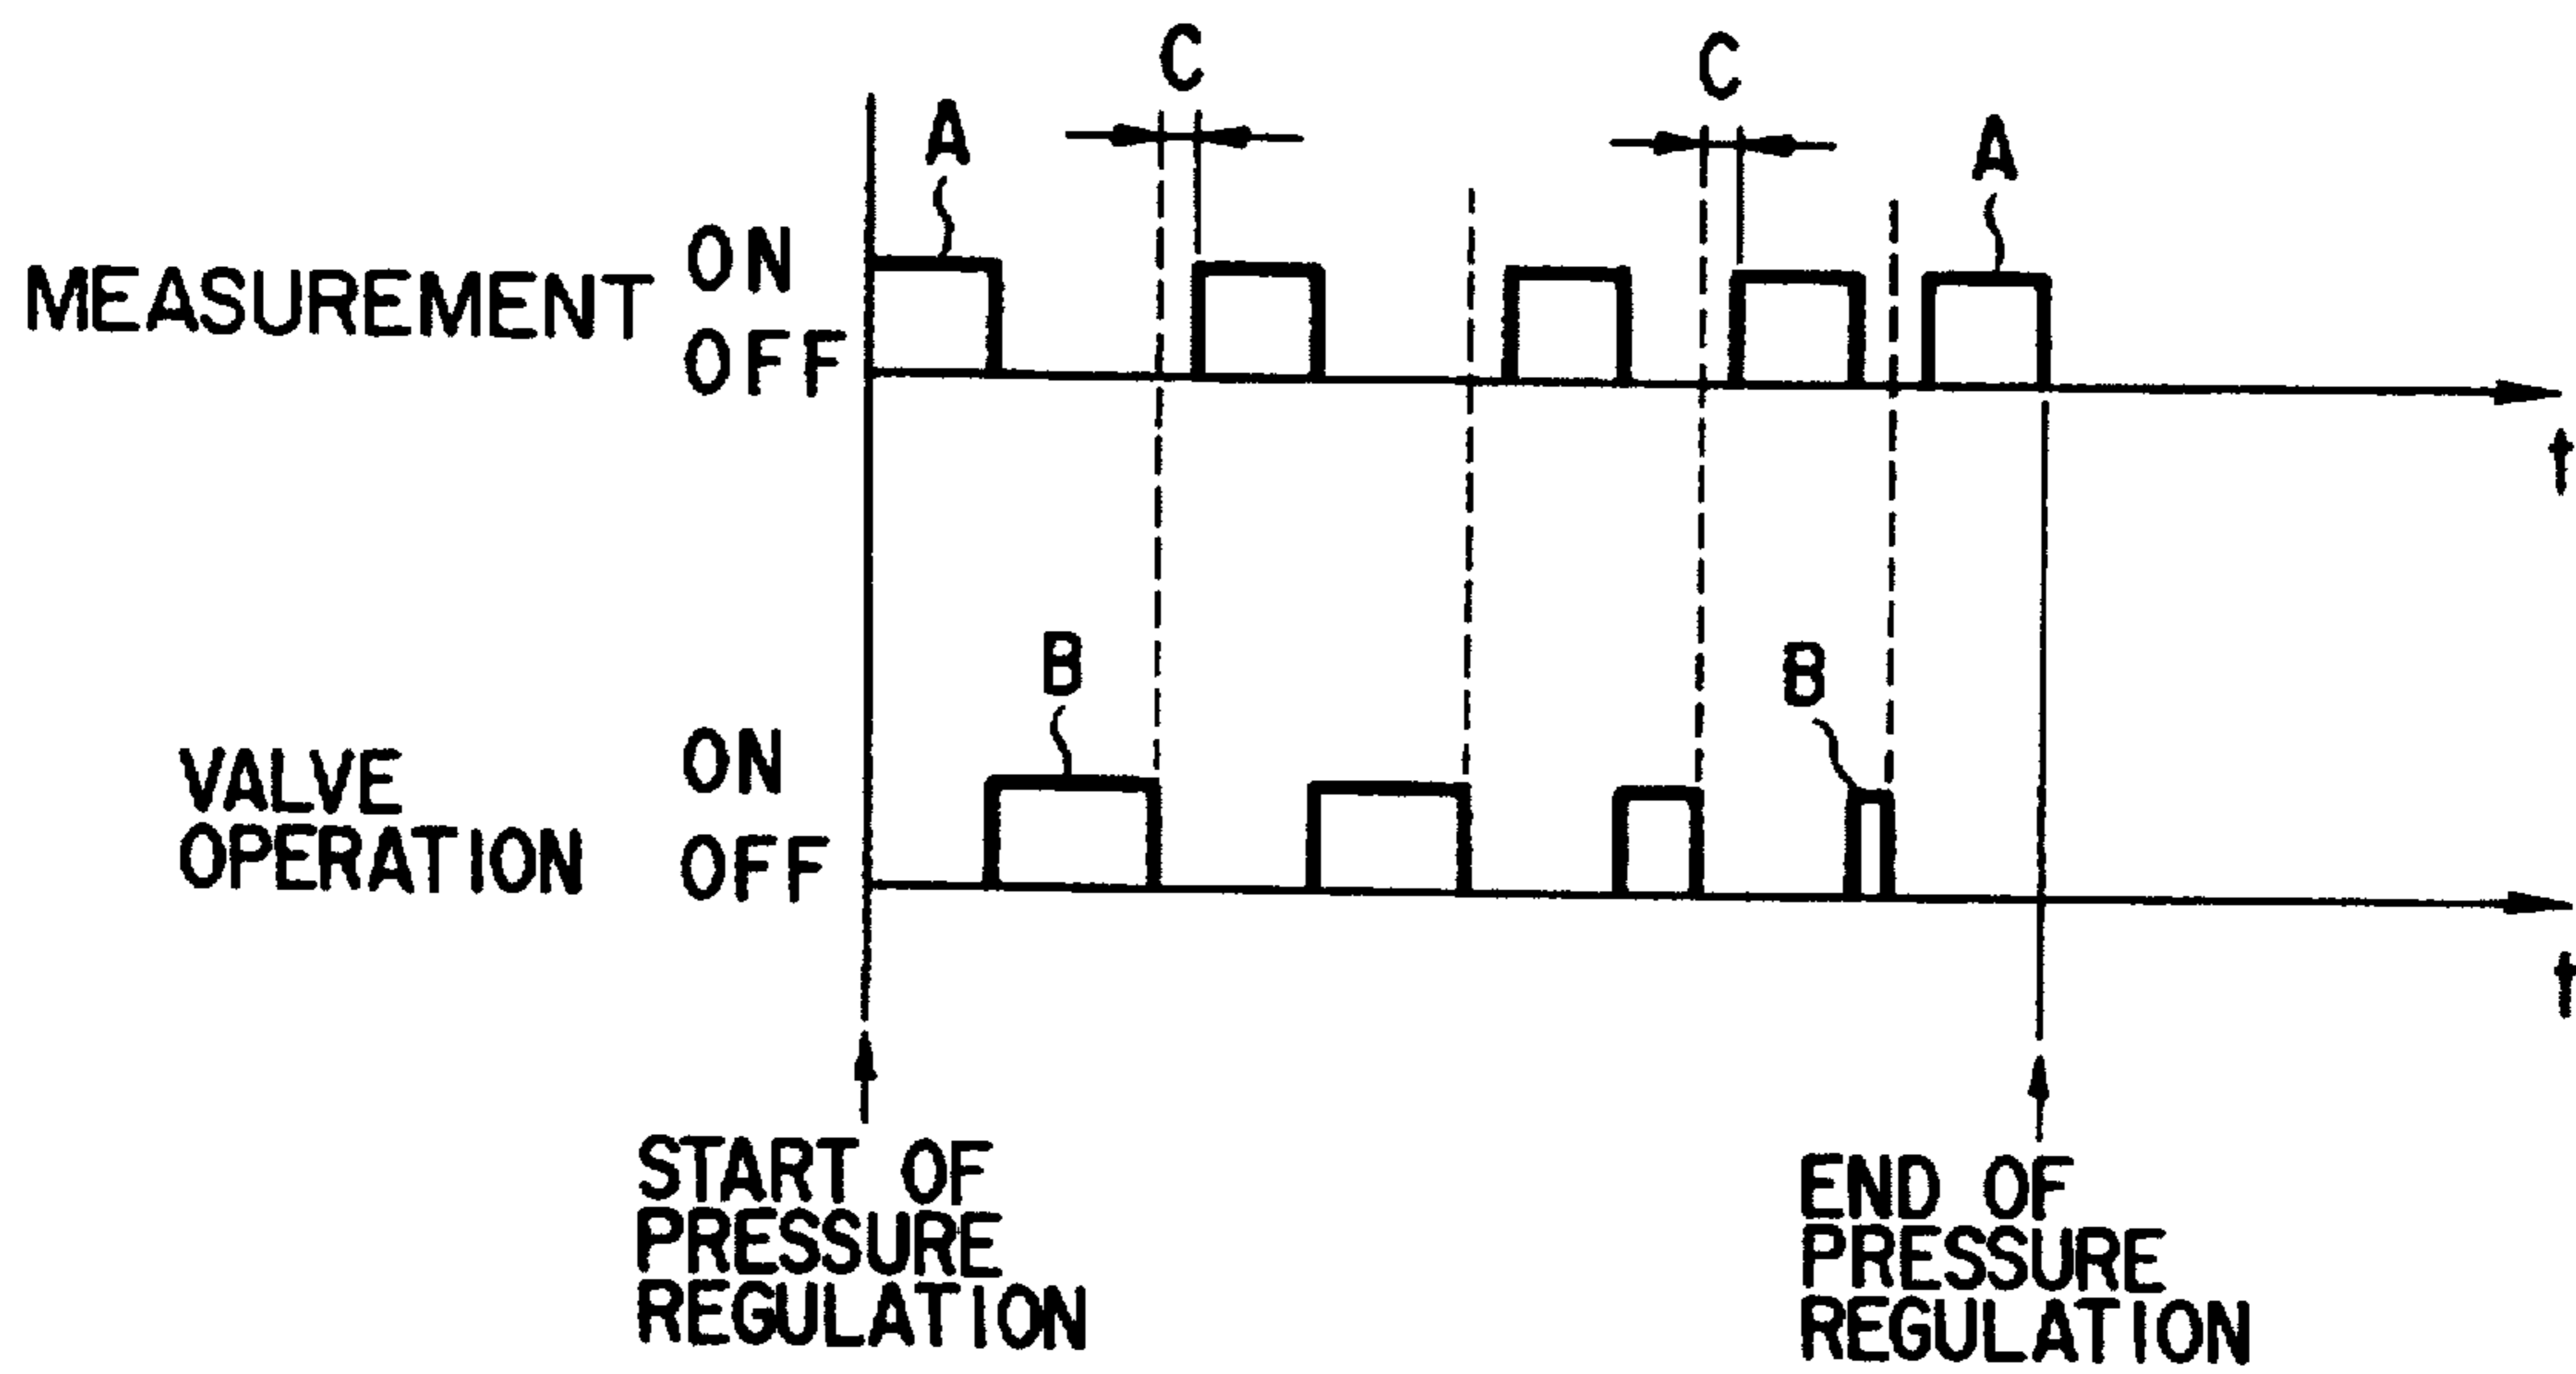 C
C
A
A
MEASUREMENT
ON
OFF
t
B
B
VALVE
OPERATION
ON
OFF
t
START OF
PRESSURE
REGULATION
END OF
PRESSURE
REGULATION